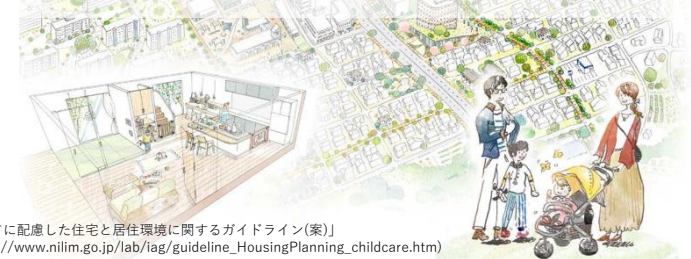 に配慮した住宅と居住環境に関するガイドライン(案)」
//www.nilim.go.jp/lab/iag/guideline_HousingPlanning_childcare.htm)